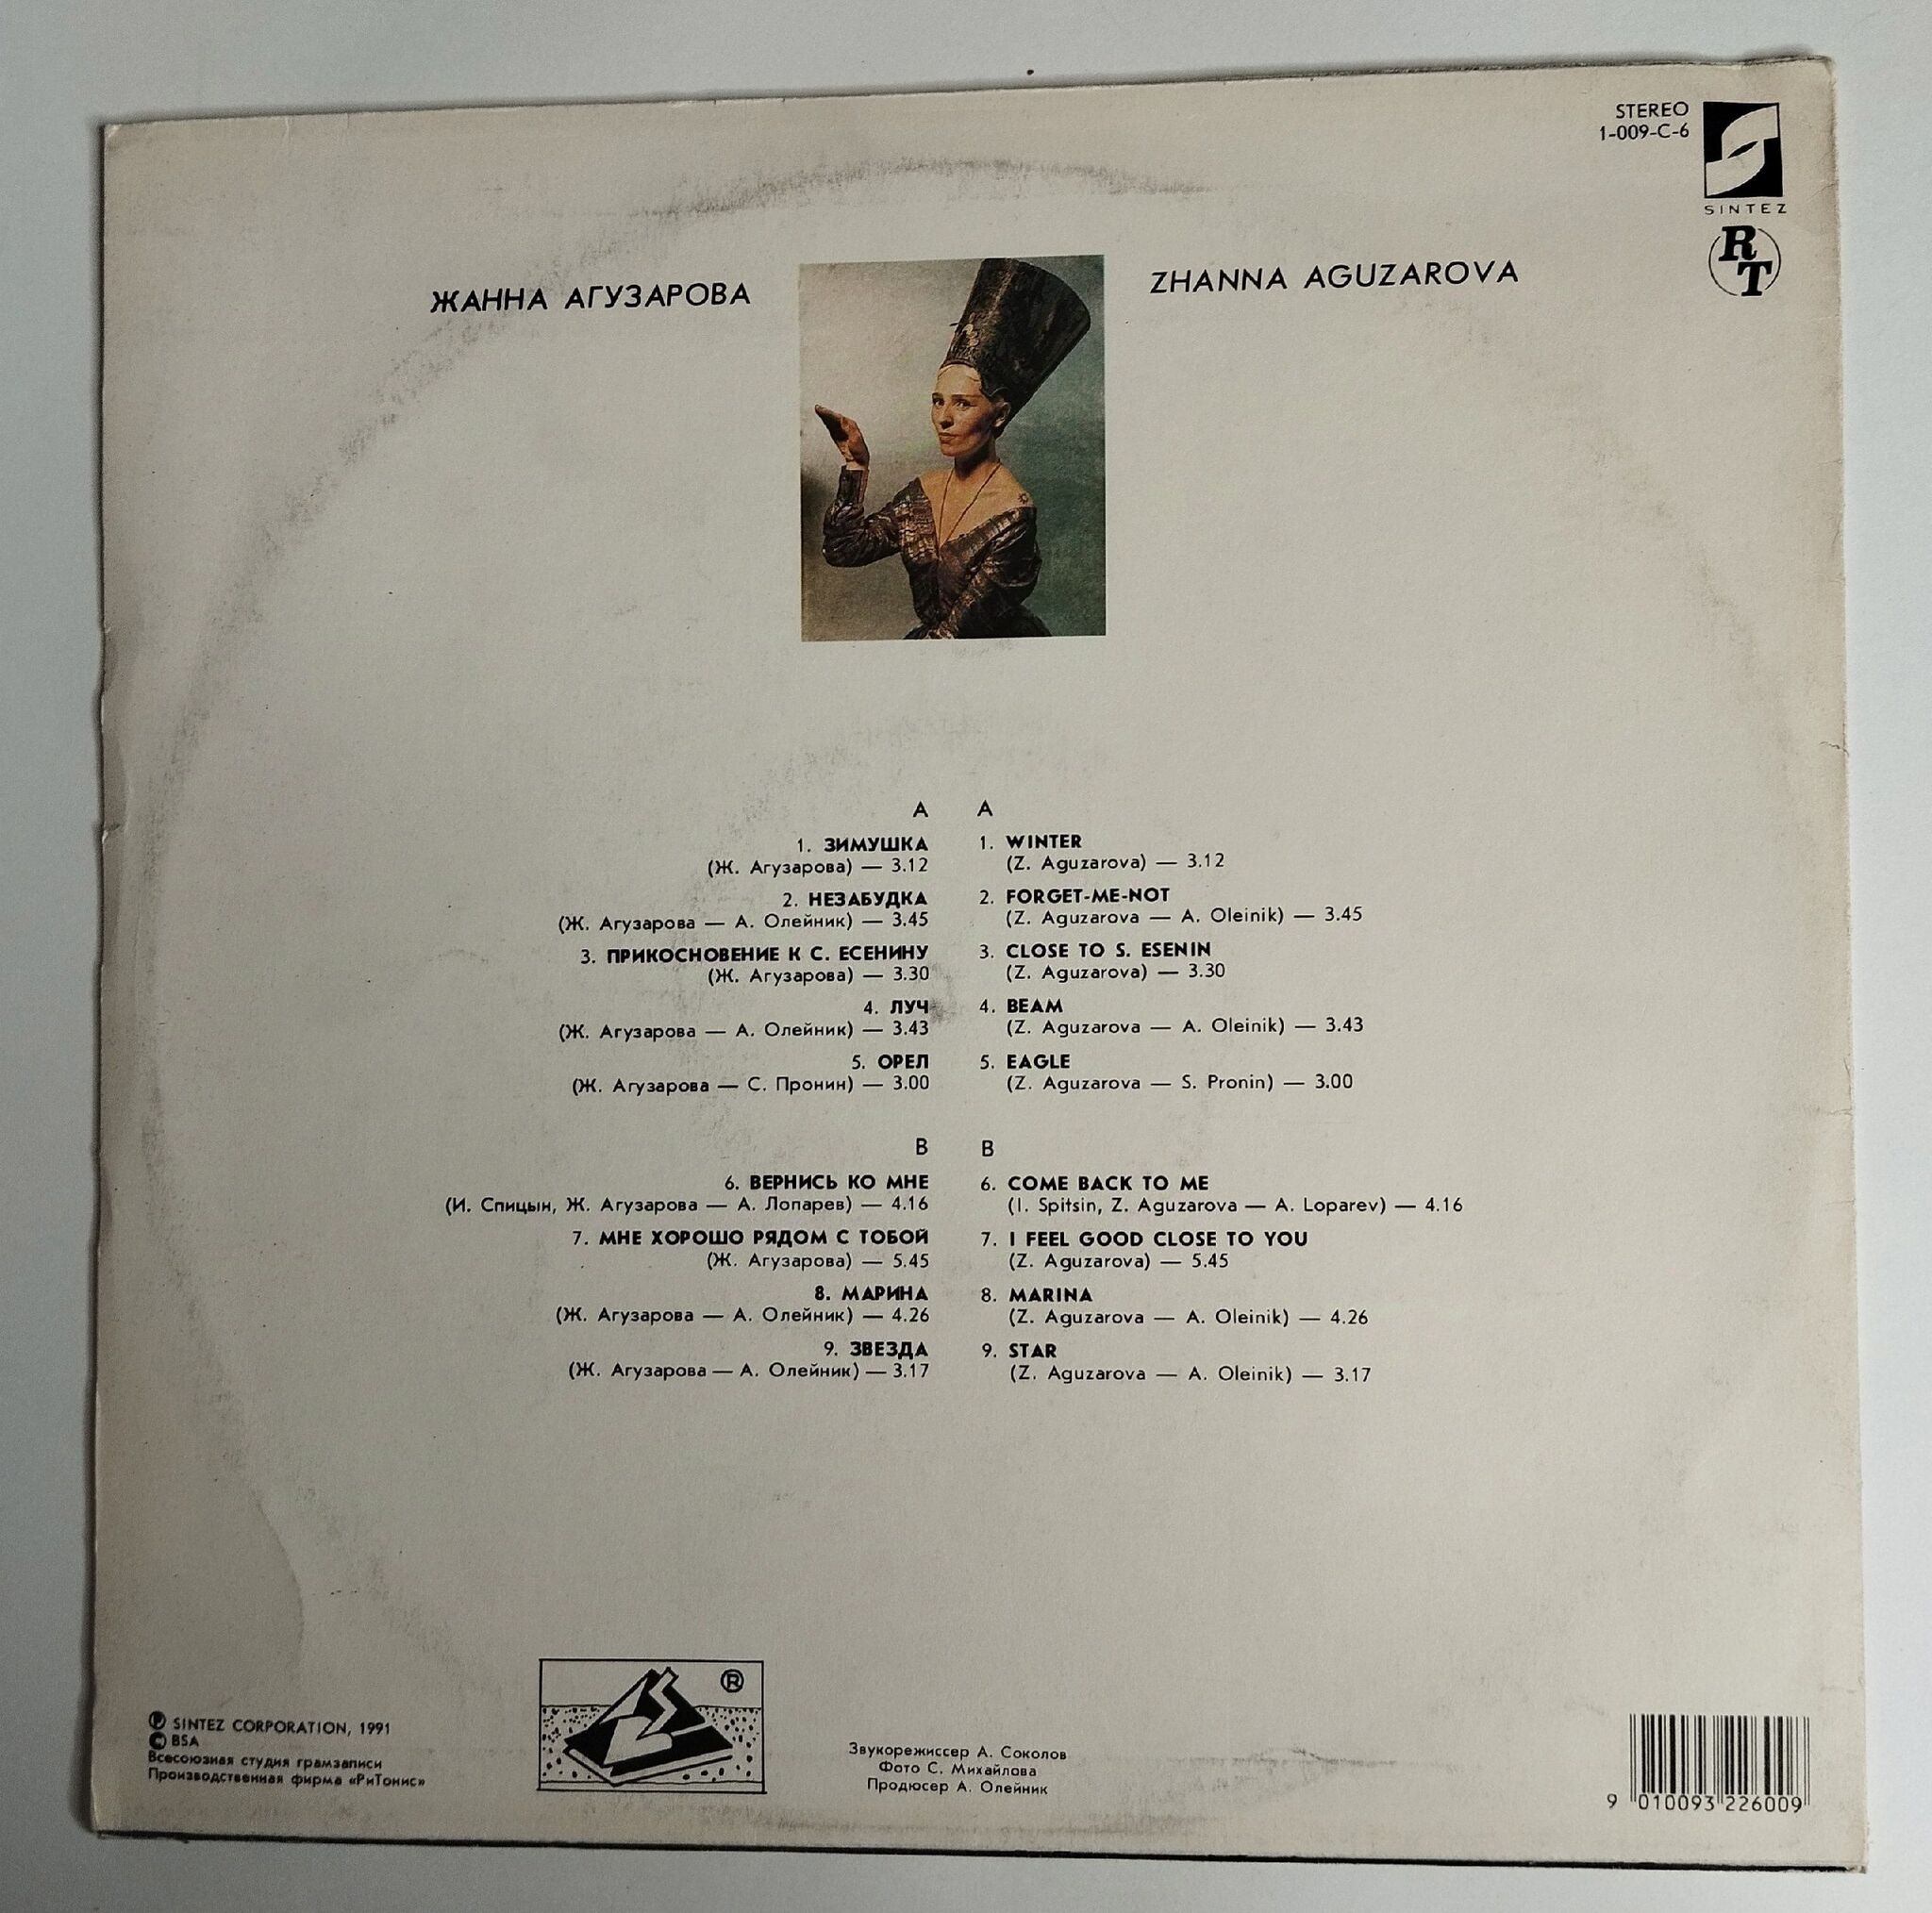 STEREO
1-009-C-6
SINTEZ
RT
ЖАННА АГУЗАРОВА
ZHANNA AGUZAROVA
A
1. ЗИМУШКА
(Ж. Агузарова) — 3.12
2. НЕЗАБУДКА
(Ж. Агузарова — А. Олейник) — 3.45
3. ПРИКОСНОВЕНИЕ К С. ЕСЕНИНУ
(Ж. Агузарова) — 3.30
4. ЛУЧ
(Ж. Агузарова — А. Олейник) — 3.43
5. ОРЕЛ
(Ж. Агузарова — С. Пронин) — 3.00
B
6. ВЕРНИСЬ КО МНЕ
(И. Спицын, Ж. Агузарова — А. Лопарев) — 4.16
7. МНЕ ХОРОШО РЯДОМ С ТОБОЙ
(Ж. Агузарова) — 5.45
8. МАРИНА
(Ж. Агузарова — А. Олейник) — 4.26
9. ЗВЕЗДА
(Ж. Агузарова — А. Олейник) — 3.17
A
1. WINTER
(Z. Aguzarova) — 3.12
2. FORGET-ME-NOT
(Z. Aguzarova — A. Oleinik) — 3.45
3. CLOSE TO S. ESENIN
(Z. Aguzarova) — 3.30
4. BEAM
(Z. Aguzarova — A. Oleinik) — 3.43
5. EAGLE
(Z. Aguzarova — S. Pronin) — 3.00
B
6. COME BACK TO ME
(I. Spitsin, Z. Aguzarova — A. Loparev) — 4.16
7. I FEEL GOOD CLOSE TO YOU
(Z. Aguzarova) — 5.45
8. MARINA
(Z. Aguzarova — A. Oleinik) — 4.26
9. STAR
(Z. Aguzarova — A. Oleinik) — 3.17
℗ SINTEZ CORPORATION, 1991
© BSA
Всесоюзная студия грамзаписи
Производственная фирма «РиТонис»
®
Звукорежиссер А. Соколов
Фото С. Михайлова
Продюсер А. Олейник
9 010093 226009